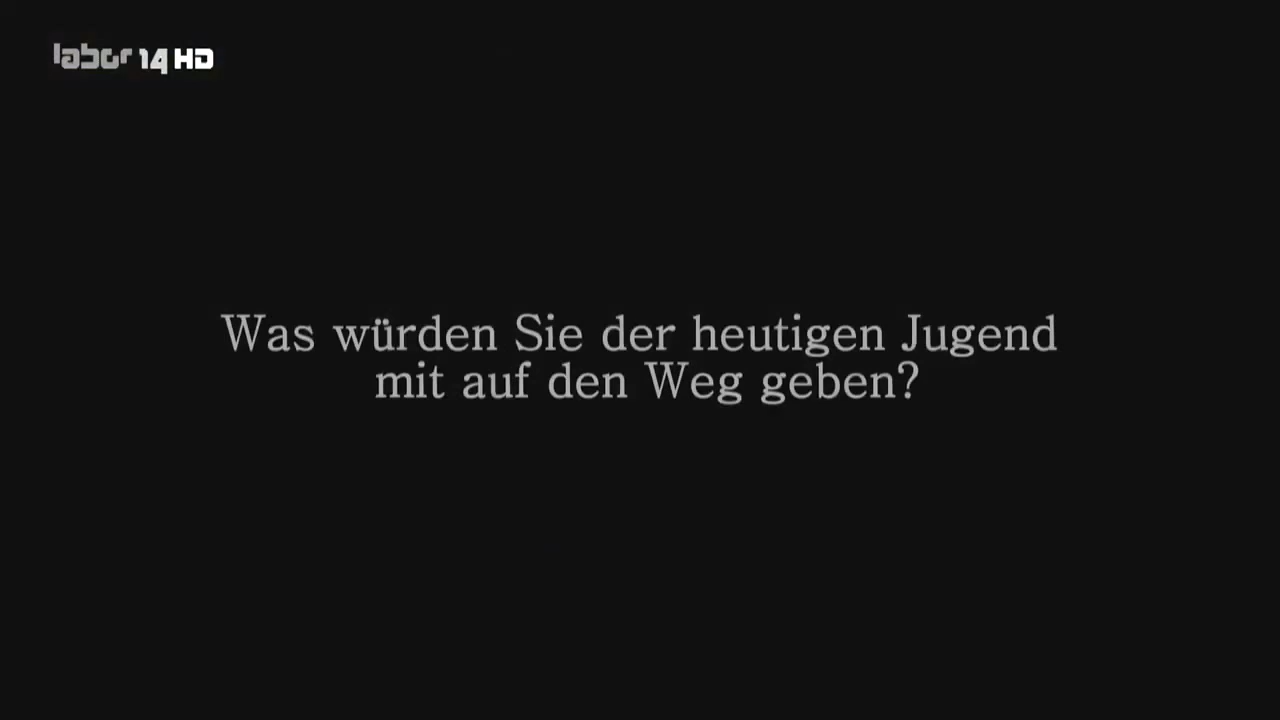 labor 14 HD
Was würden Sie der heutigen Jugend
mit auf den Weg geben?